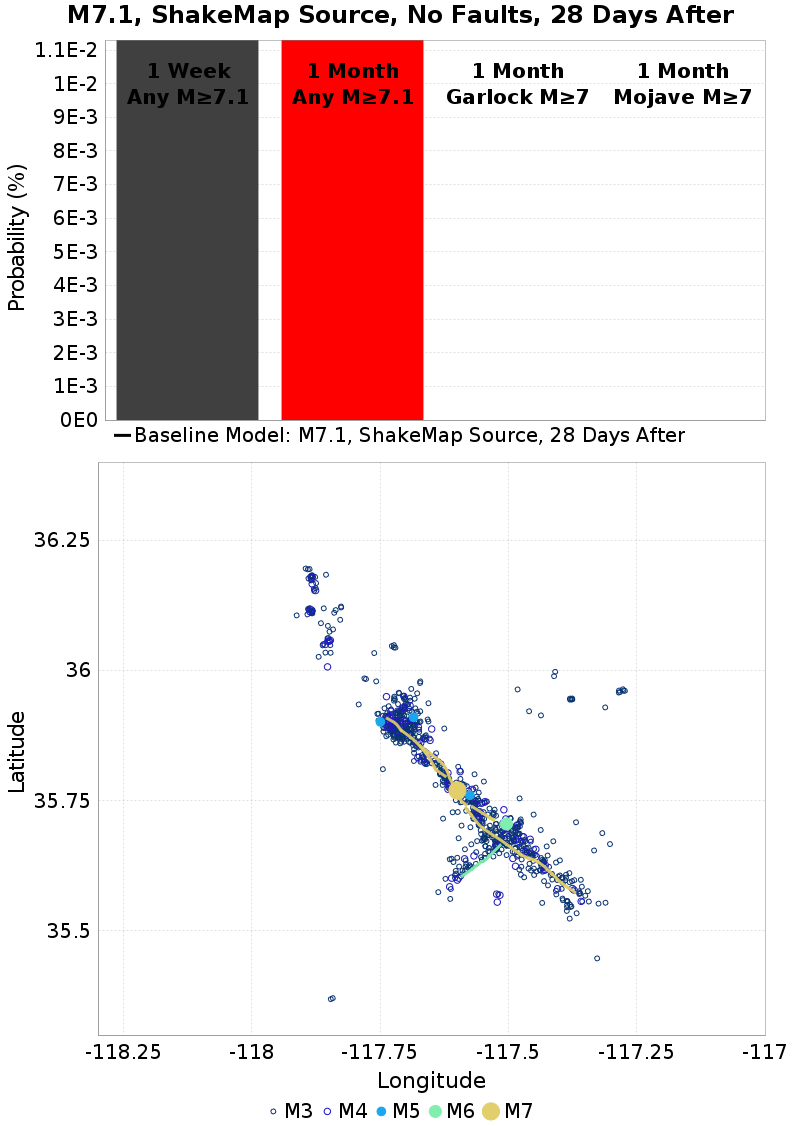 M7.1, ShakeMap Source, No Faults, 28 Days After
1.1E-2
1E-2
9E-3
8E-3
7E-3
6E-3
5E-3
4E-3
3E-3
2E-3
1E-3
0E0
Probability (%)
1 Week
Any M≥7.1
1 Month
Any M≥7.1
1 Month
Garlock M≥7
1 Month
Mojave M≥7
Baseline Model: M7.1, ShakeMap Source, 28 Days After
36.25
36
35.75
35.5
Latitude
-118.25 -118 -117.75 -117.5 -117.25 -117
Longitude
M3 M4 M5 M6 M7